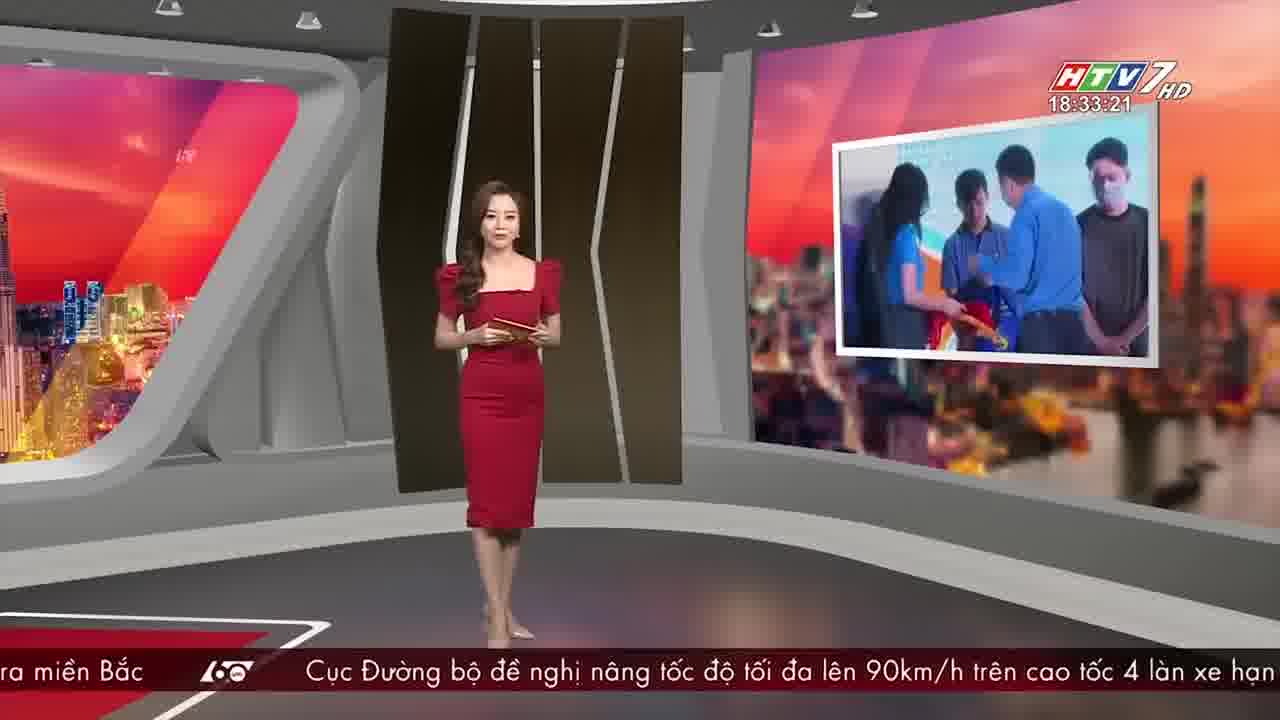 HTV7 HD
18:33:21
ra miền Bắc 60 Cục Đường bộ đề nghị nâng tốc độ tối đa lên 90km/h trên cao tốc 4 làn xe hạn